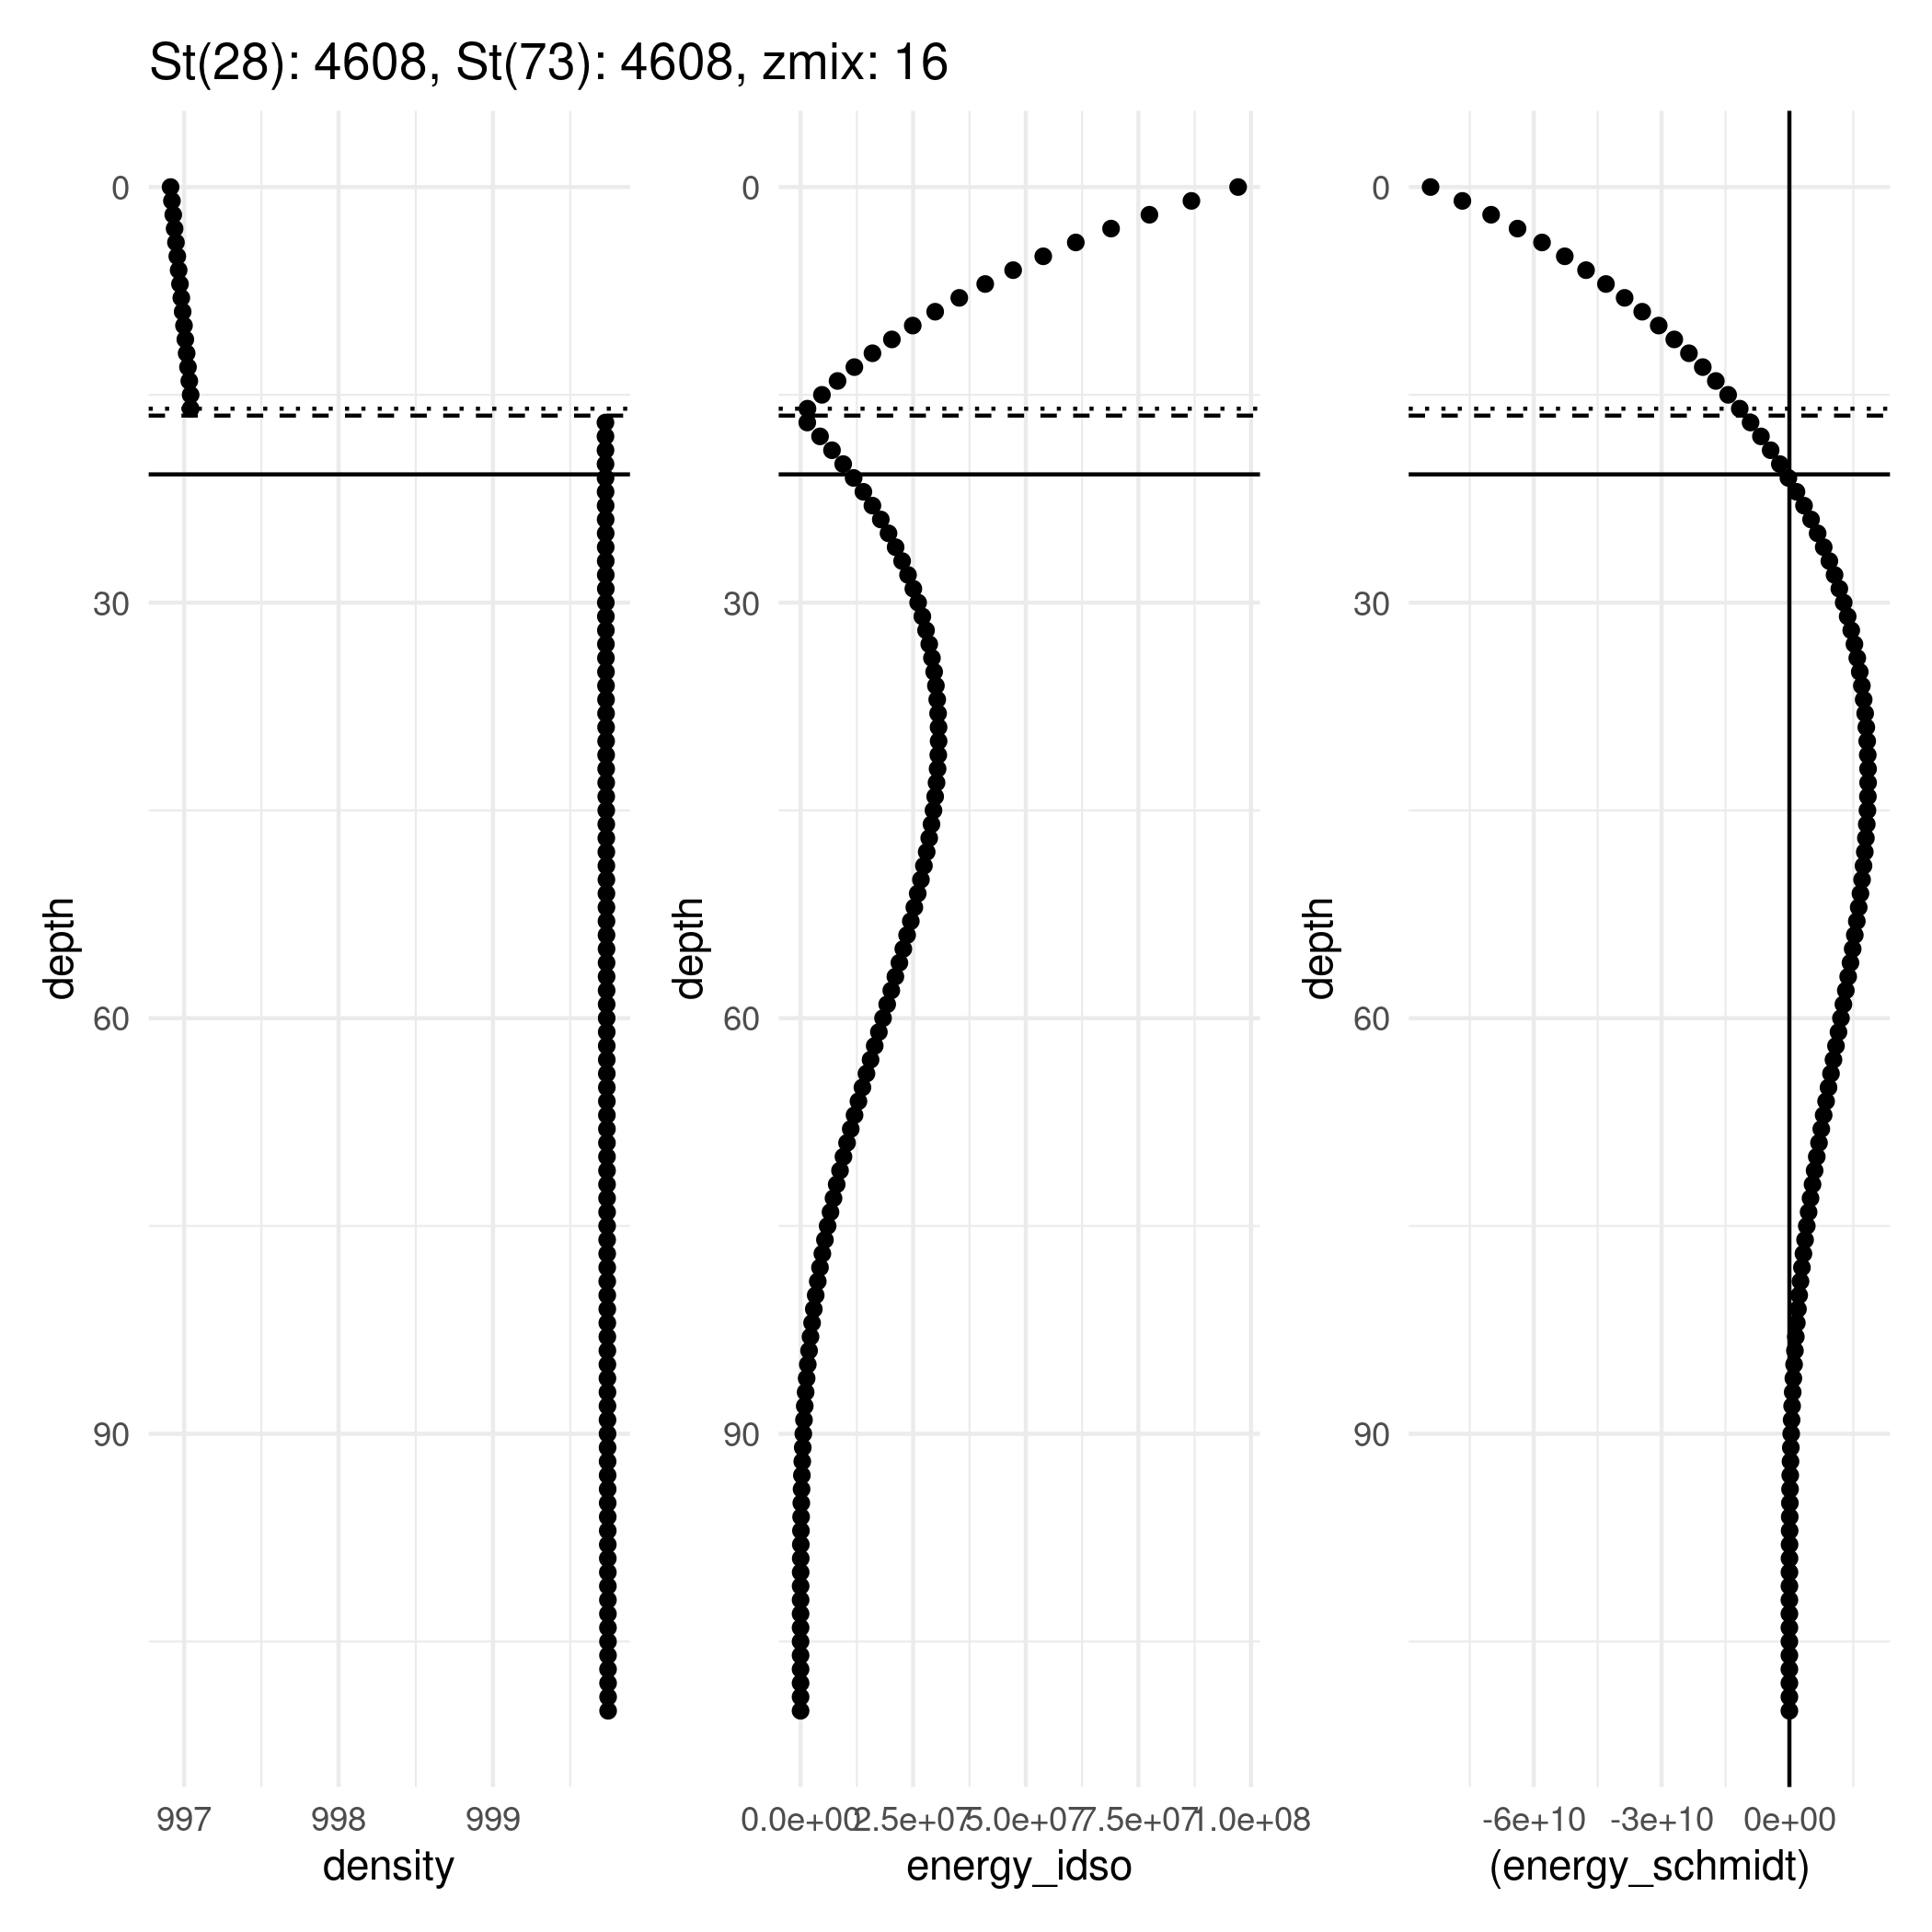 St(28): 4608, St(73): 4608, zmix: 16
0
30
60
90
depth
997
998
999
density
0
30
60
90
depth
0.0e+00
2.5e+07
5.0e+07
7.5e+07
1.0e+08
energy_idso
0
30
60
90
depth
-6e+10
-3e+10
0e+00
(energy_schmidt)